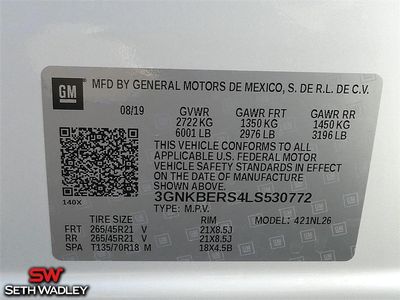 GM
MFD BY GENERAL MOTORS DE MEXICO, S. DE R.L. DE C.V.
08/19 GVWR GAWR FRT GAWR RR
2722 KG 1350 KG 1450 KG
6001 LB 2976 LB 3196 LB
THIS VEHICLE CONFORMS TO ALL
APPLICABLE U.S. FEDERAL MOTOR
VEHICLE SAFETY STANDARDS IN EFFECT ON
THE DATE OF MANUFACTURE SHOWN ABOVE.
140X 3GNKBERS4LS530772
TYPE: M.P.V. MODEL: 421NL26
TIRE SIZE RIM
FRT 265/45R21 V 21X8.5J
RR 265/45R21 V 21X8.5J
SPA T135/70R18 M 18X4.5B
SW
SETH WADLEY